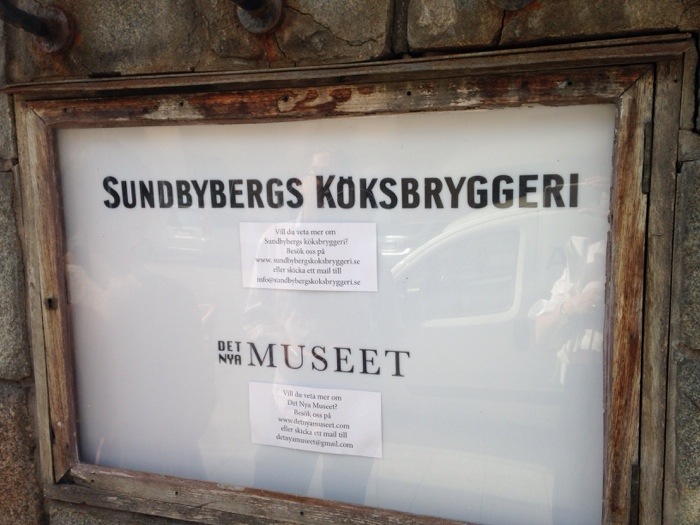 SUNDBYBERGS KÖKSBRYGGERI
Vill du veta mer om
Sundbybergs köksbryggeri?
Besök oss på
www.sundbybergskoksbryggeri.se
eller skicka ett mail till
info@sundbybergskoksbryggeri.se
DET NYA MUSEET
Vill du veta mer om
Det Nya Museet?
Besök oss på
www.detnyamuseet.com
eller skicka ett mail till
detnyamuseet@gmail.com